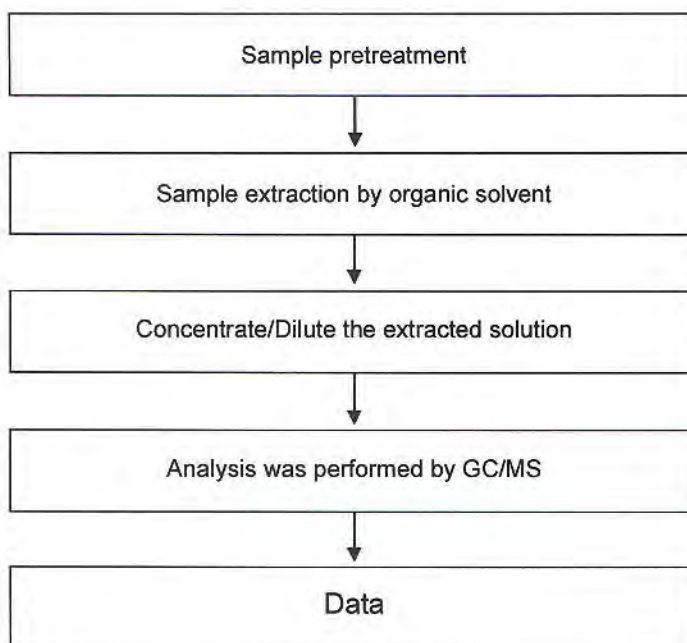 Sample pretreatment
Sample extraction by organic solvent
Concentrate/Dilute the extracted solution
Analysis was performed by GC/MS
Data